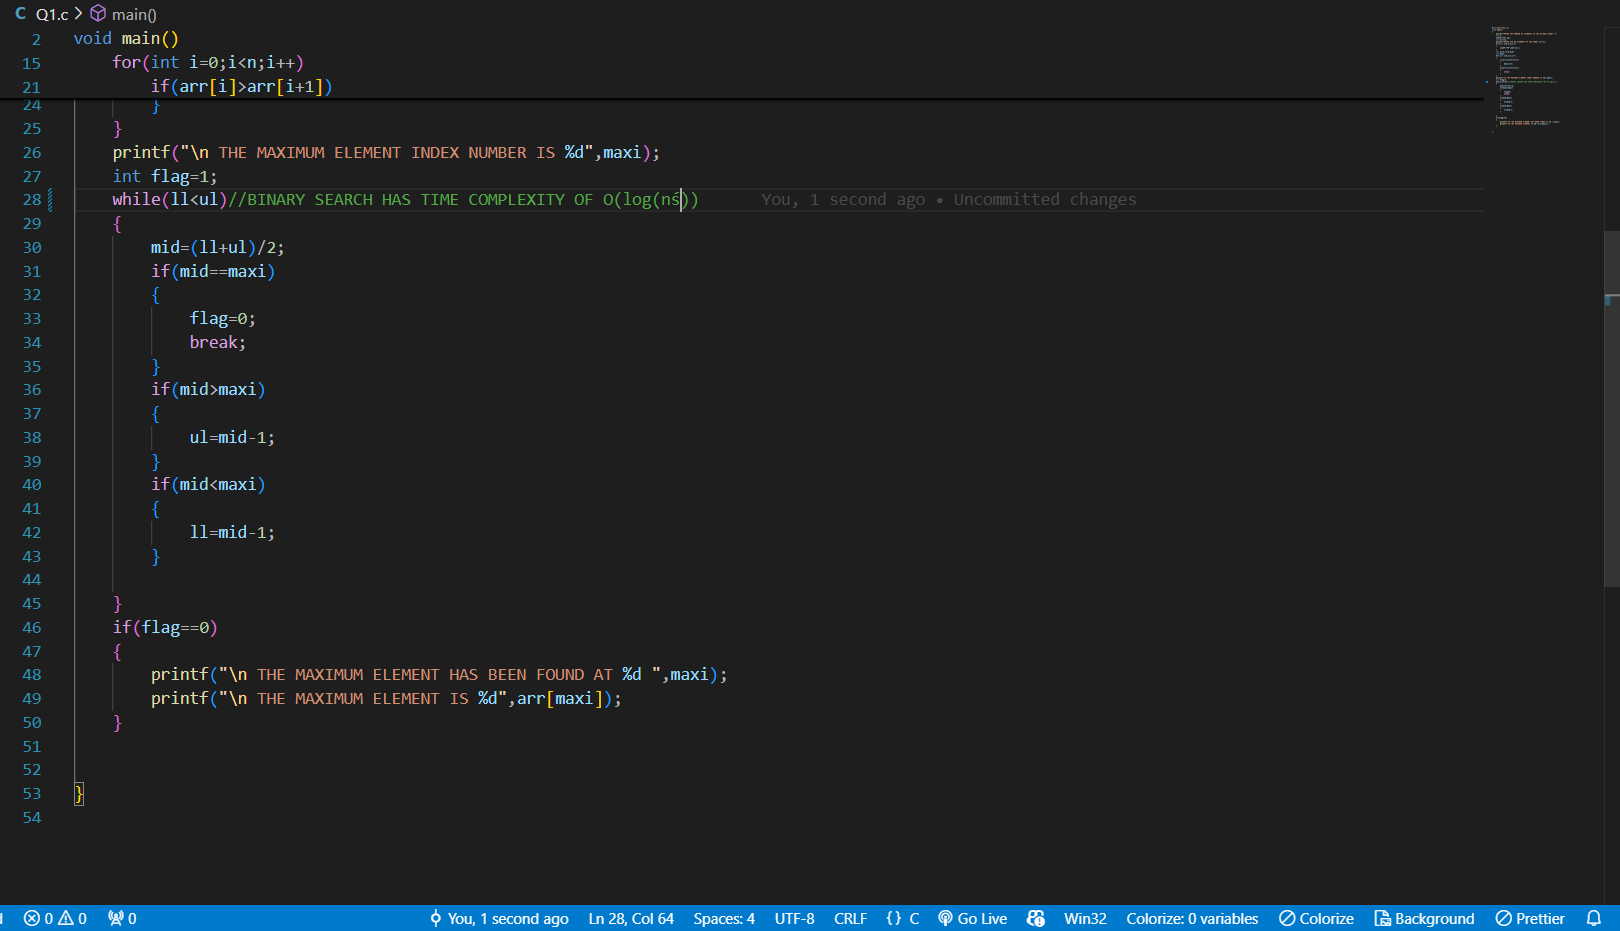 C Q1.c > main()
2 void main()
15 for(int i=0;i<n;i++)
21 if(arr[i]>arr[i+1])
24 }
25 }
26 printf("\n THE MAXIMUM ELEMENT INDEX NUMBER IS %d",maxi);
27 int flag=1;
28 while(ll<ul)//BINARY SEARCH HAS TIME COMPLEXITY OF O(log(nś)) You, 1 second ago • Uncommitted changes
29 {
30 mid=(ll+ul)/2;
31 if(mid==maxi)
32 {
33 flag=0;
34 break;
35 }
36 if(mid>maxi)
37 {
38 ul=mid-1;
39 }
40 if(mid<maxi)
41 {
42 ll=mid-1;
43 }
44
45 }
46 if(flag==0)
47 {
48 printf("\n THE MAXIMUM ELEMENT HAS BEEN FOUND AT %d ",maxi);
49 printf("\n THE MAXIMUM ELEMENT IS %d",arr[maxi]);
50 }
51
52
53 }
54
0 0 0 You, 1 second ago Ln 28, Col 64 Spaces: 4 UTF-8 CRLF {} C Go Live Win32 Colorize: 0 variables Colorize Background Prettier